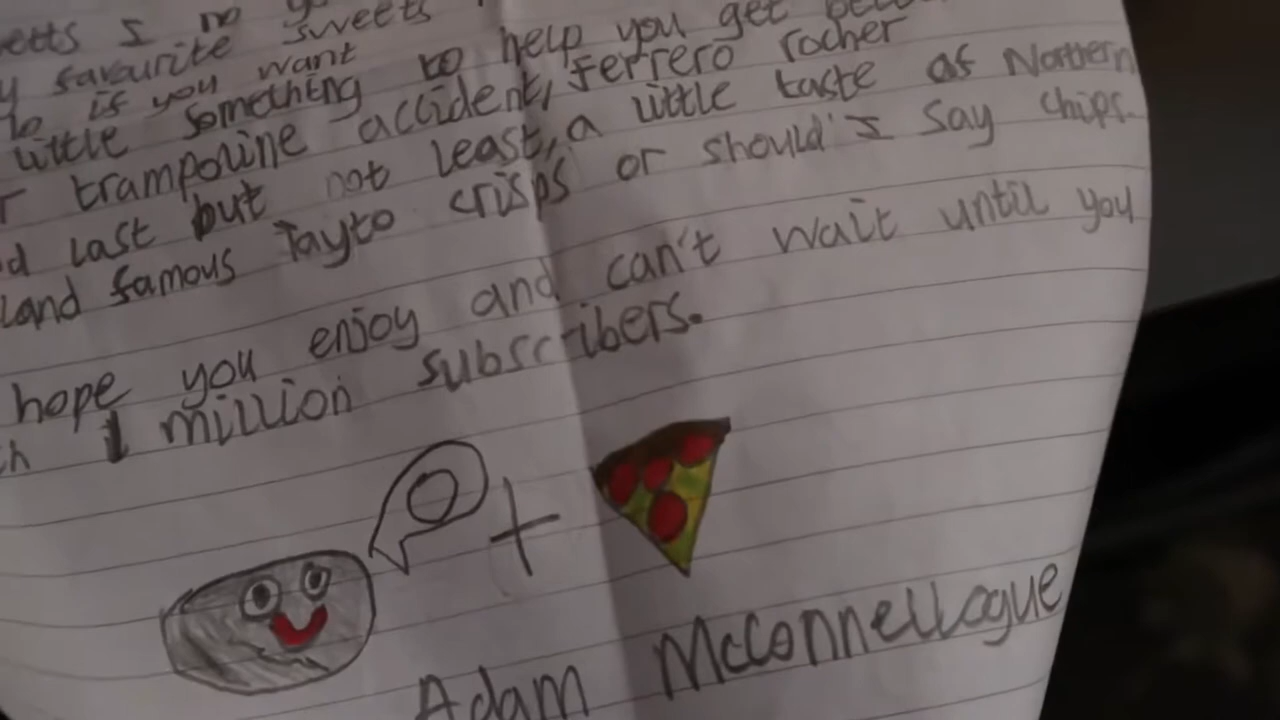 I no
favourite sweets
if you want to help you get
little something
trampoline accident, Ferrero rocher
last but not least, a little taste of Northern
land famous Tayto crisps or should I say chips.
hope you enjoy and can't wait until you
1 million subscribers.
Adam McConnellogue